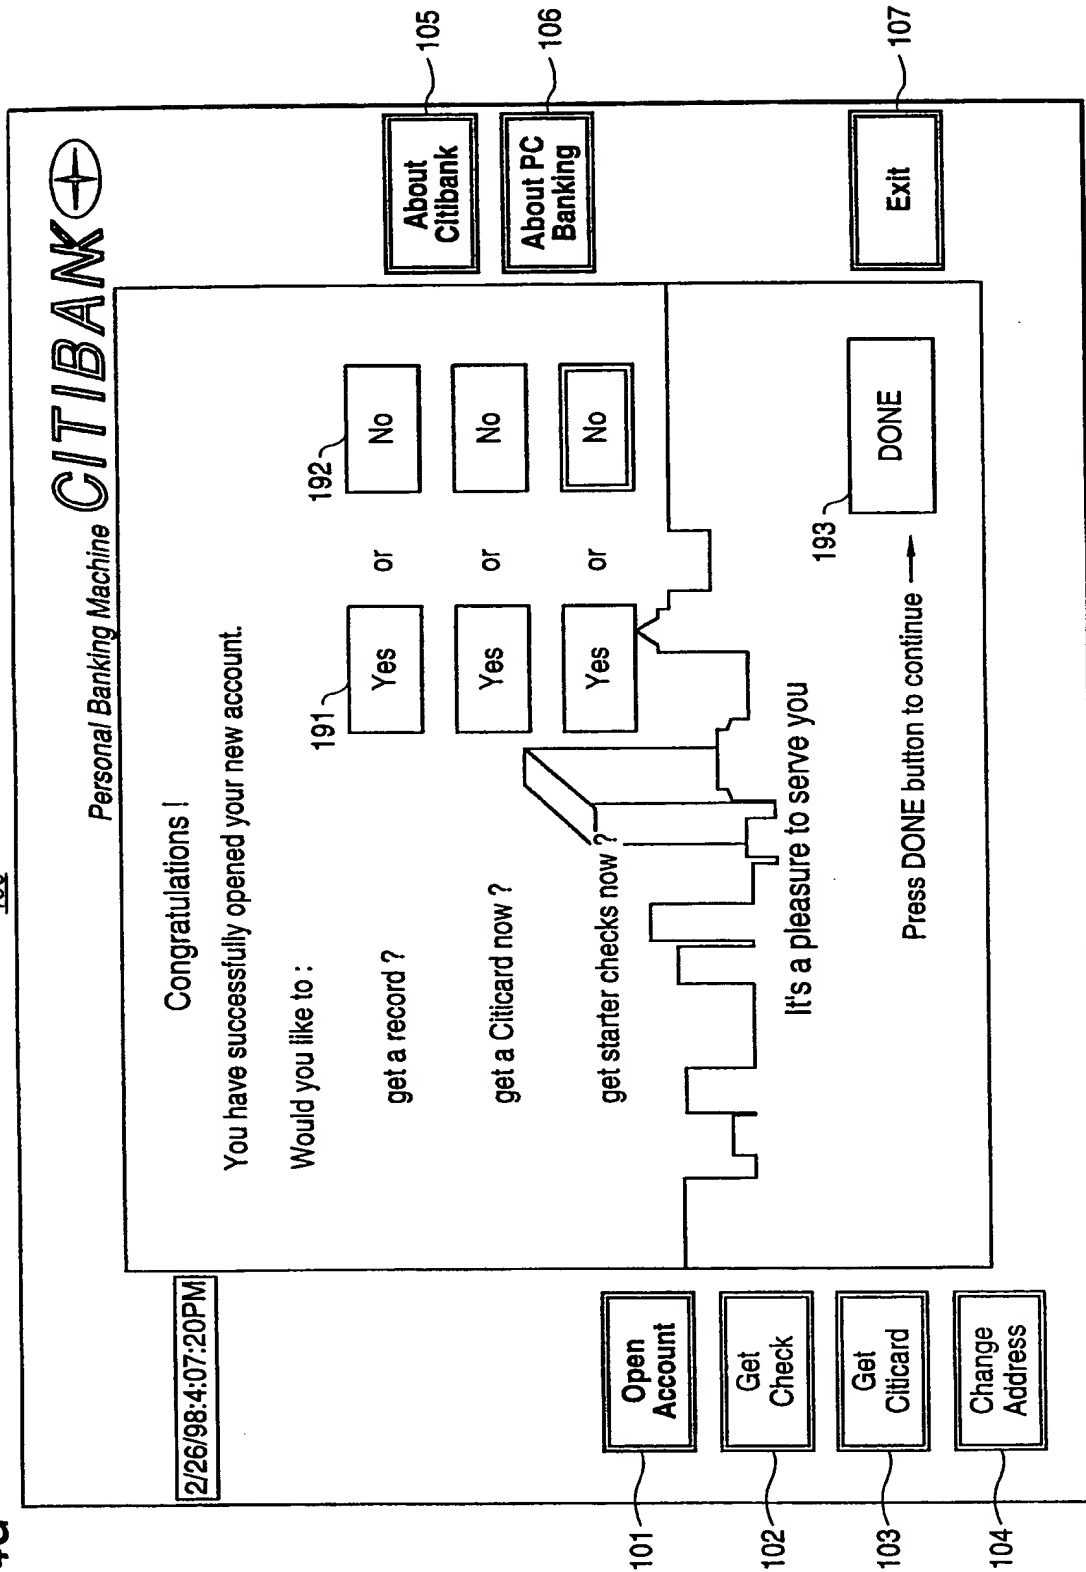 Personal Banking Machine CITIBANK
2/26/98:4:07:20PM
Congratulations !
You have successfully opened your new account.
Would you like to :
get a record ?
191
Yes
or
192
No
get a Citicard now ?
Yes
or
No
get starter checks now ?
Yes
or
No
It's a pleasure to serve you
Press DONE button to continue
193
DONE
101
Open
Account
102
Get
Check
103
Get
Citicard
104
Change
Address
About
Citibank
105
About PC
Banking
106
Exit
107